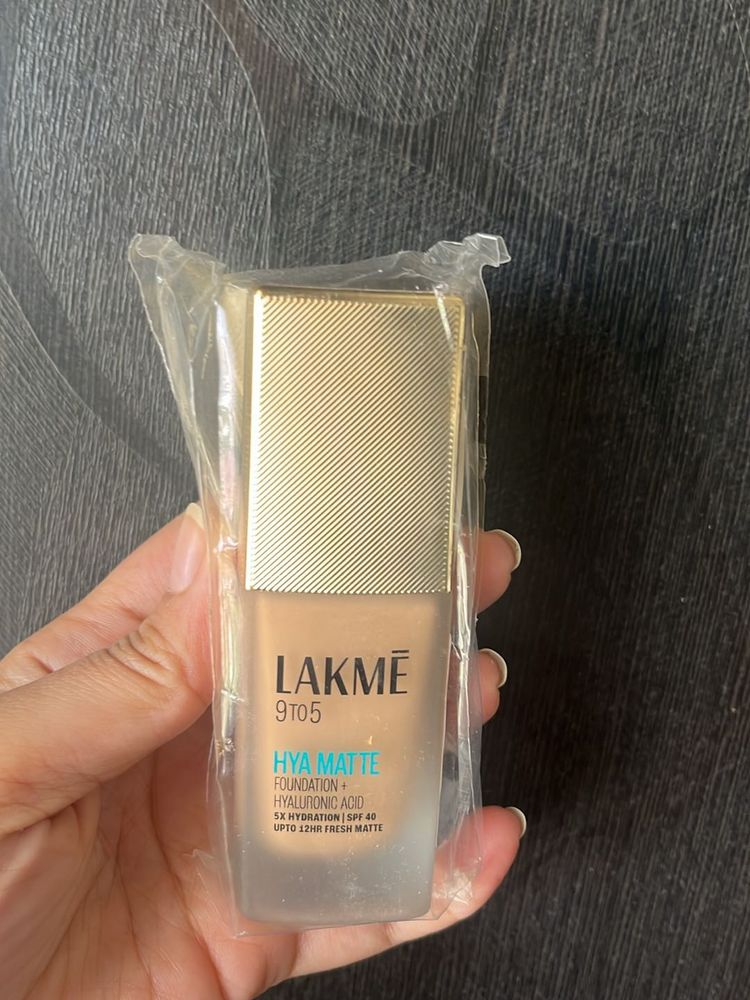 LAKMĒ
9TO5
HYA MATTE
FOUNDATION +
HYALURONIC ACID
5X HYDRATION | SPF 40
UPTO 12HR FRESH MATTE